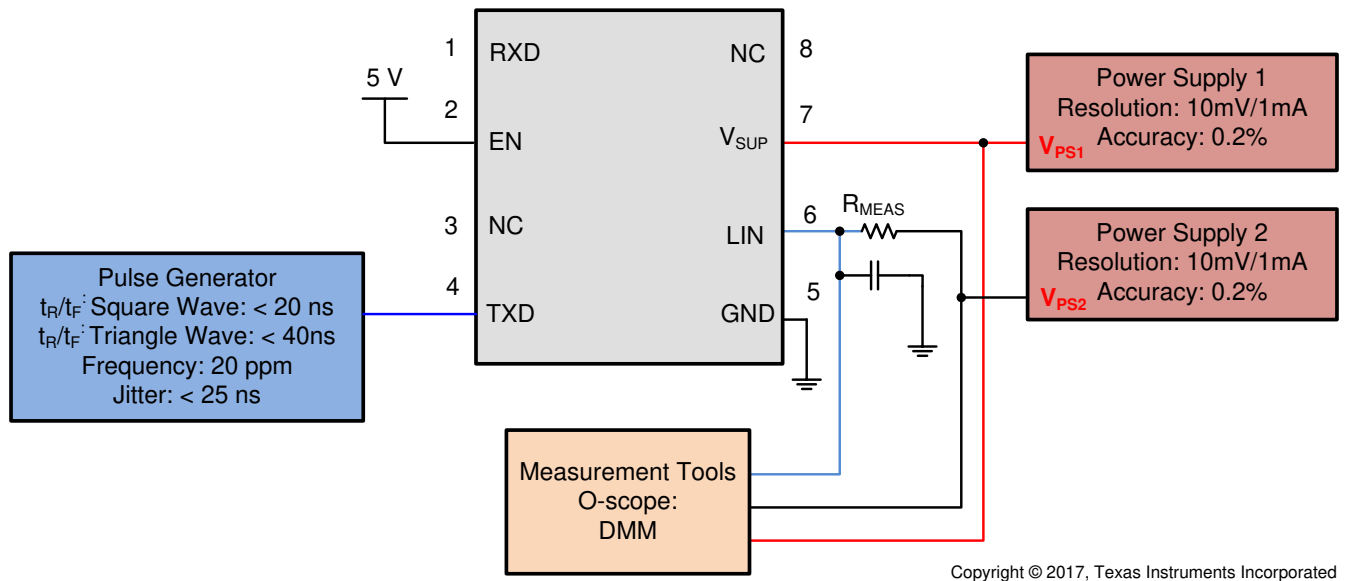 1
RXD
NC
8
5 V
2
EN
7
VSUP
Power Supply 1
Resolution: 10mV/1mA
Accuracy: 0.2%
VPS1
3
NC
6
LIN
RMEAS
Power Supply 2
Resolution: 10mV/1mA
Accuracy: 0.2%
VPS2
Pulse Generator
tR/tF: Square Wave: < 20 ns
tR/tF: Triangle Wave: < 40ns
Frequency: 20 ppm
Jitter: < 25 ns
4
TXD
5
GND
Measurement Tools
O-scope:
DMM
Copyright © 2017, Texas Instruments Incorporated